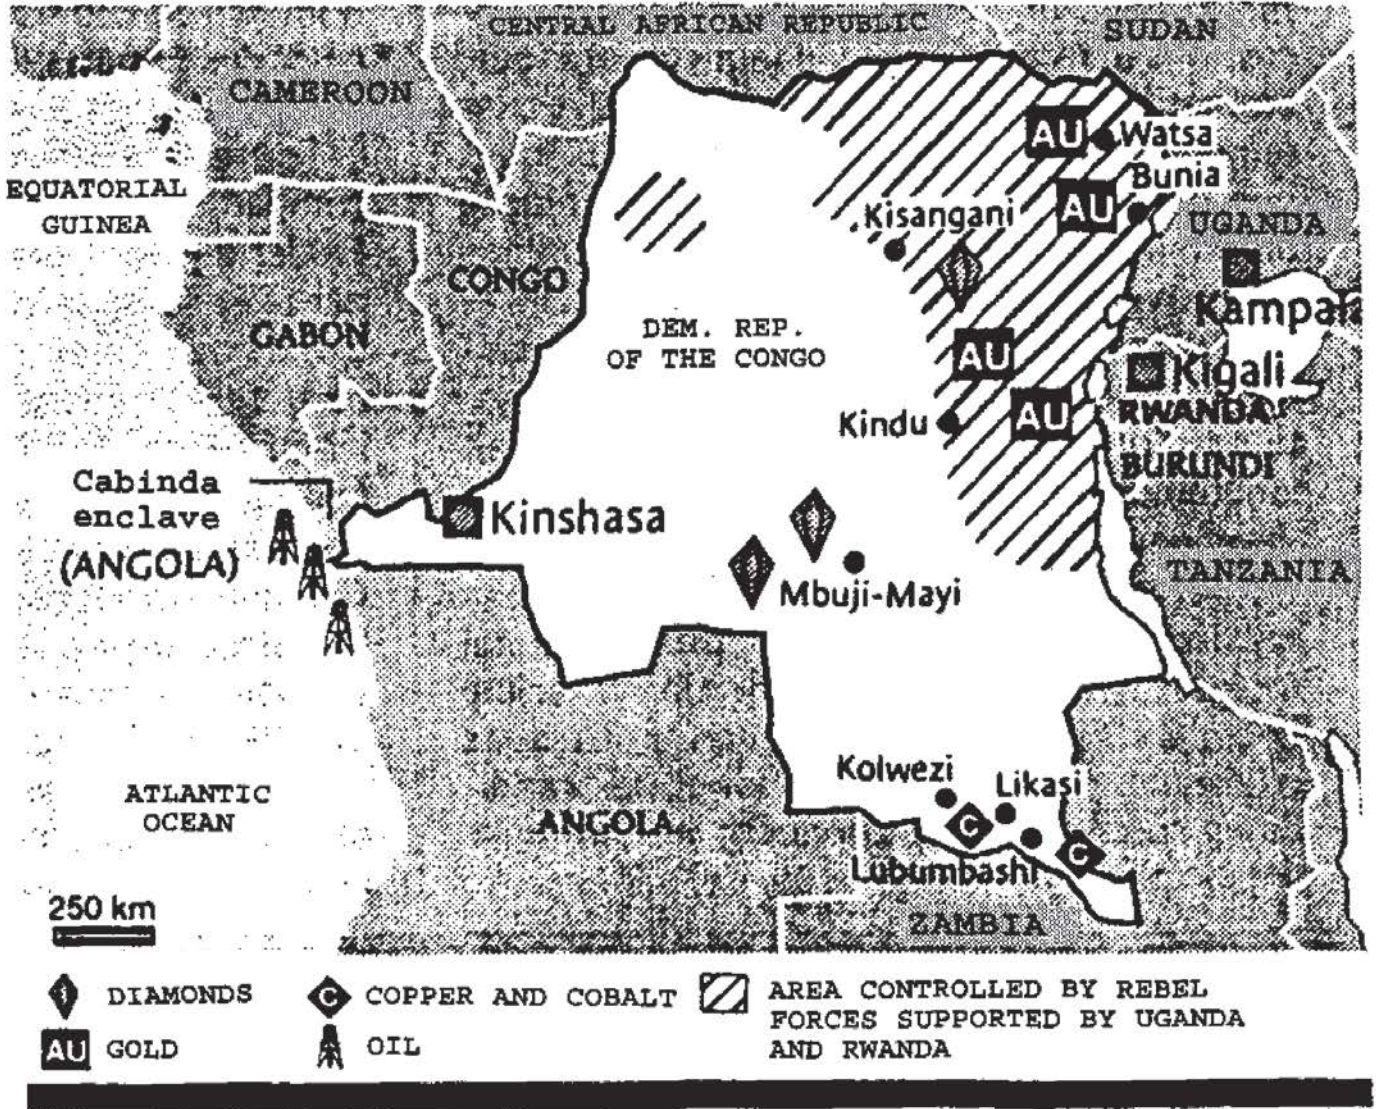 CENTRAL AFRICAN REPUBLIC
SUDAN
CAMEROON
AU
Watsa
Bunia
EQUATORIAL
GUINEA
AU
Kisangani
UGANDA
CONGO
Kampala
GABON
DEM. REP.
OF THE CONGO
AU
Kigali
RWANDA
Kindu
AU
BURUNDI
Cabinda
enclave
(ANGOLA)
Kinshasa
TANZANIA
Mbuji-Mayi
Kolwezi
Likasi
ATLANTIC
OCEAN
ANGOLA
C
C
Lubumbashi
250 km
ZAMBIA
DIAMONDS
C COPPER AND COBALT
AREA CONTROLLED BY REBEL
FORCES SUPPORTED BY UGANDA
AND RWANDA
AU GOLD
OIL